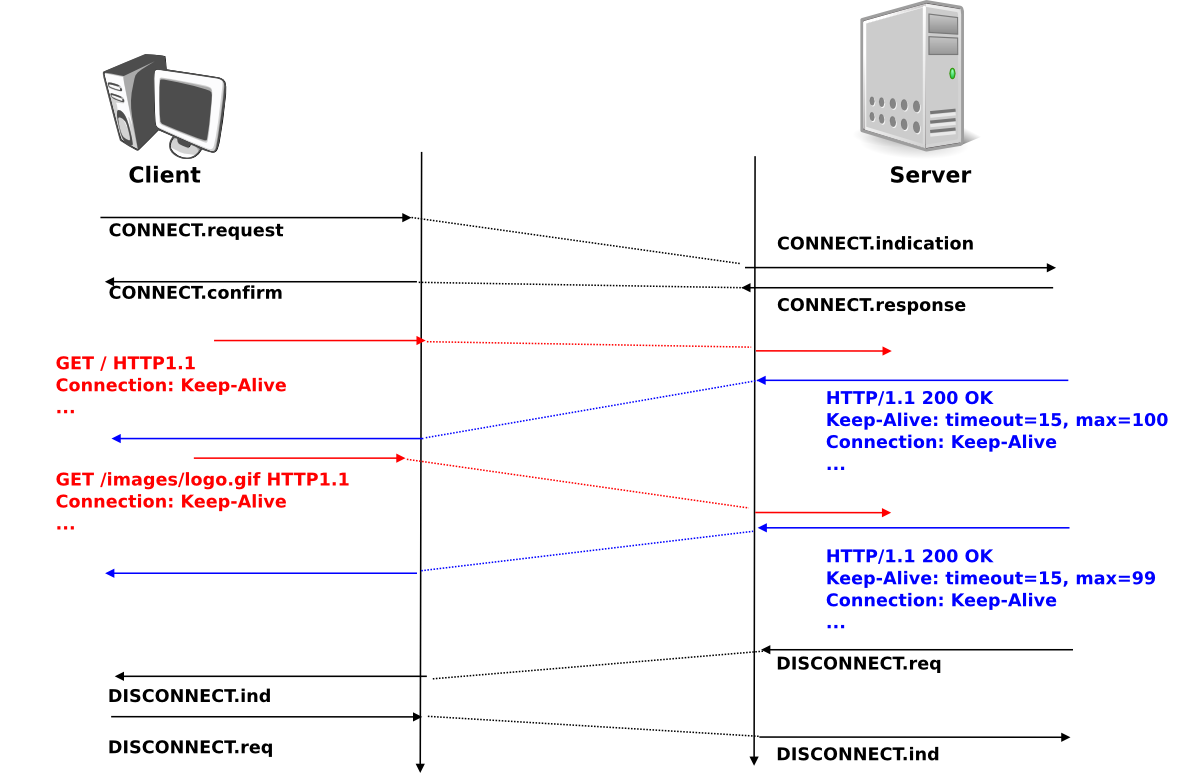 Client
Server
CONNECT.request
CONNECT.indication
CONNECT.confirm
CONNECT.response
GET / HTTP1.1
Connection: Keep-Alive
...
HTTP/1.1 200 OK
Keep-Alive: timeout=15, max=100
Connection: Keep-Alive
...
GET /images/logo.gif HTTP1.1
Connection: Keep-Alive
...
HTTP/1.1 200 OK
Keep-Alive: timeout=15, max=99
Connection: Keep-Alive
...
DISCONNECT.req
DISCONNECT.ind
DISCONNECT.req
DISCONNECT.ind